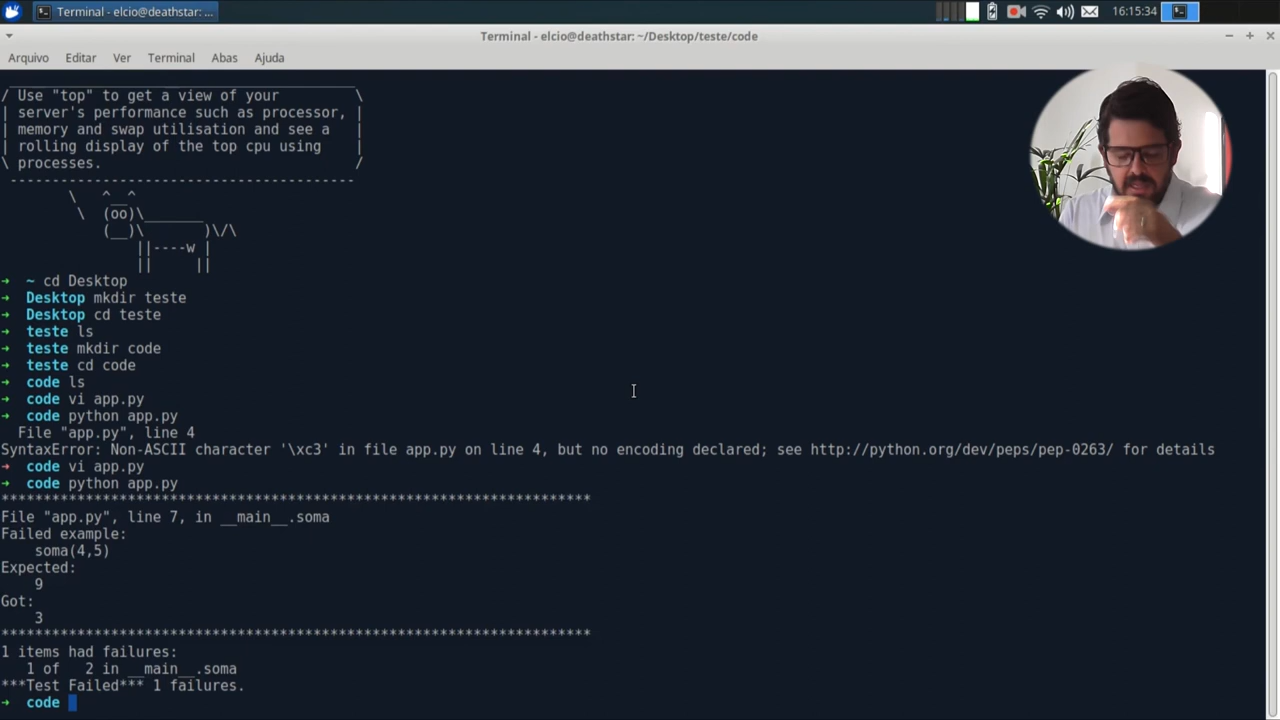 Terminal - elcio@deathstar: ...
16:15:34
Terminal - elcio@deathstar: ~/Desktop/teste/code
Arquivo Editar Ver Terminal Abas Ajuda
/ Use "top" to get a view of your \
| server's performance such as processor, |
| memory and swap utilisation and see a |
| rolling display of the top cpu using |
\ processes. /
-----------------------------------------
\ ^__^
\ (oo)\_______
(__)\ )\/\
||----w |
|| ||
➜ ~ cd Desktop
➜ Desktop mkdir teste
➜ Desktop cd teste
➜ teste ls
➜ teste mkdir code
➜ teste cd code
➜ code ls
➜ code vi app.py
➜ code python app.py
File "app.py", line 4
SyntaxError: Non-ASCII character '\xc3' in file app.py on line 4, but no encoding declared; see http://python.org/dev/peps/pep-0263/ for details
➜ code vi app.py
➜ code python app.py
**********************************************************************
File "app.py", line 7, in __main__.soma
Failed example:
soma(4,5)
Expected:
9
Got:
3
**********************************************************************
1 items had failures:
1 of 2 in __main__.soma
***Test Failed*** 1 failures.
➜ code